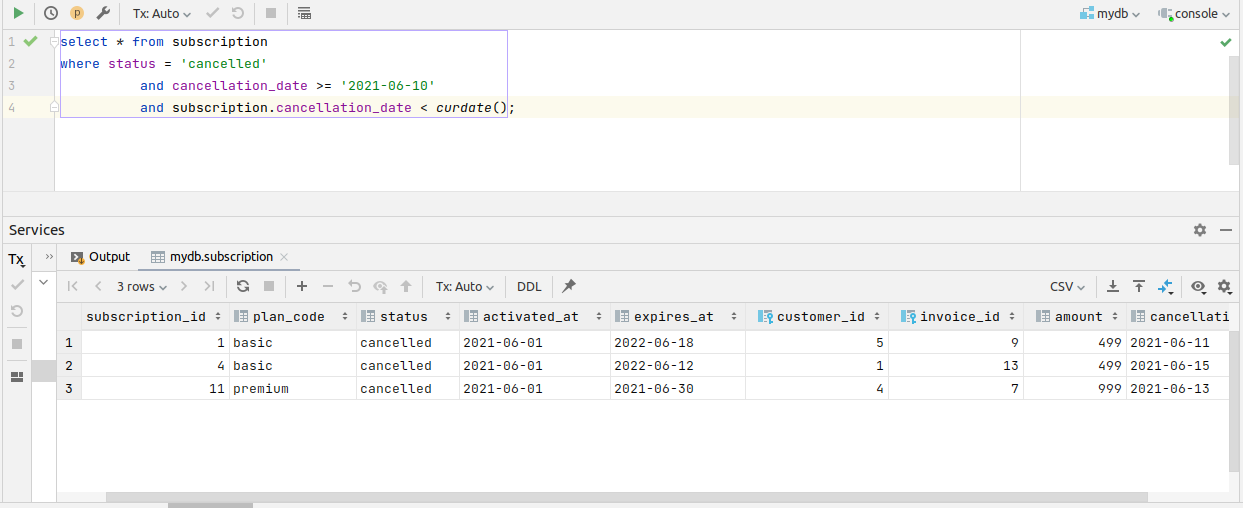 Tx: Auto mydb console
1 select * from subscription
2 where status = 'cancelled'
3 and cancellation_date >= '2021-06-10'
4 and subscription.cancellation_date < curdate();
Services
Tx Output mydb.subscription
3 rows Tx: Auto DDL CSV
subscription_id plan_code status activated_at expires_at customer_id invoice_id amount cancellati
1 1 basic cancelled 2021-06-01 2022-06-18 5 9 499 2021-06-11
2 4 basic cancelled 2021-06-01 2022-06-12 1 13 499 2021-06-15
3 11 premium cancelled 2021-06-01 2021-06-30 4 7 999 2021-06-13